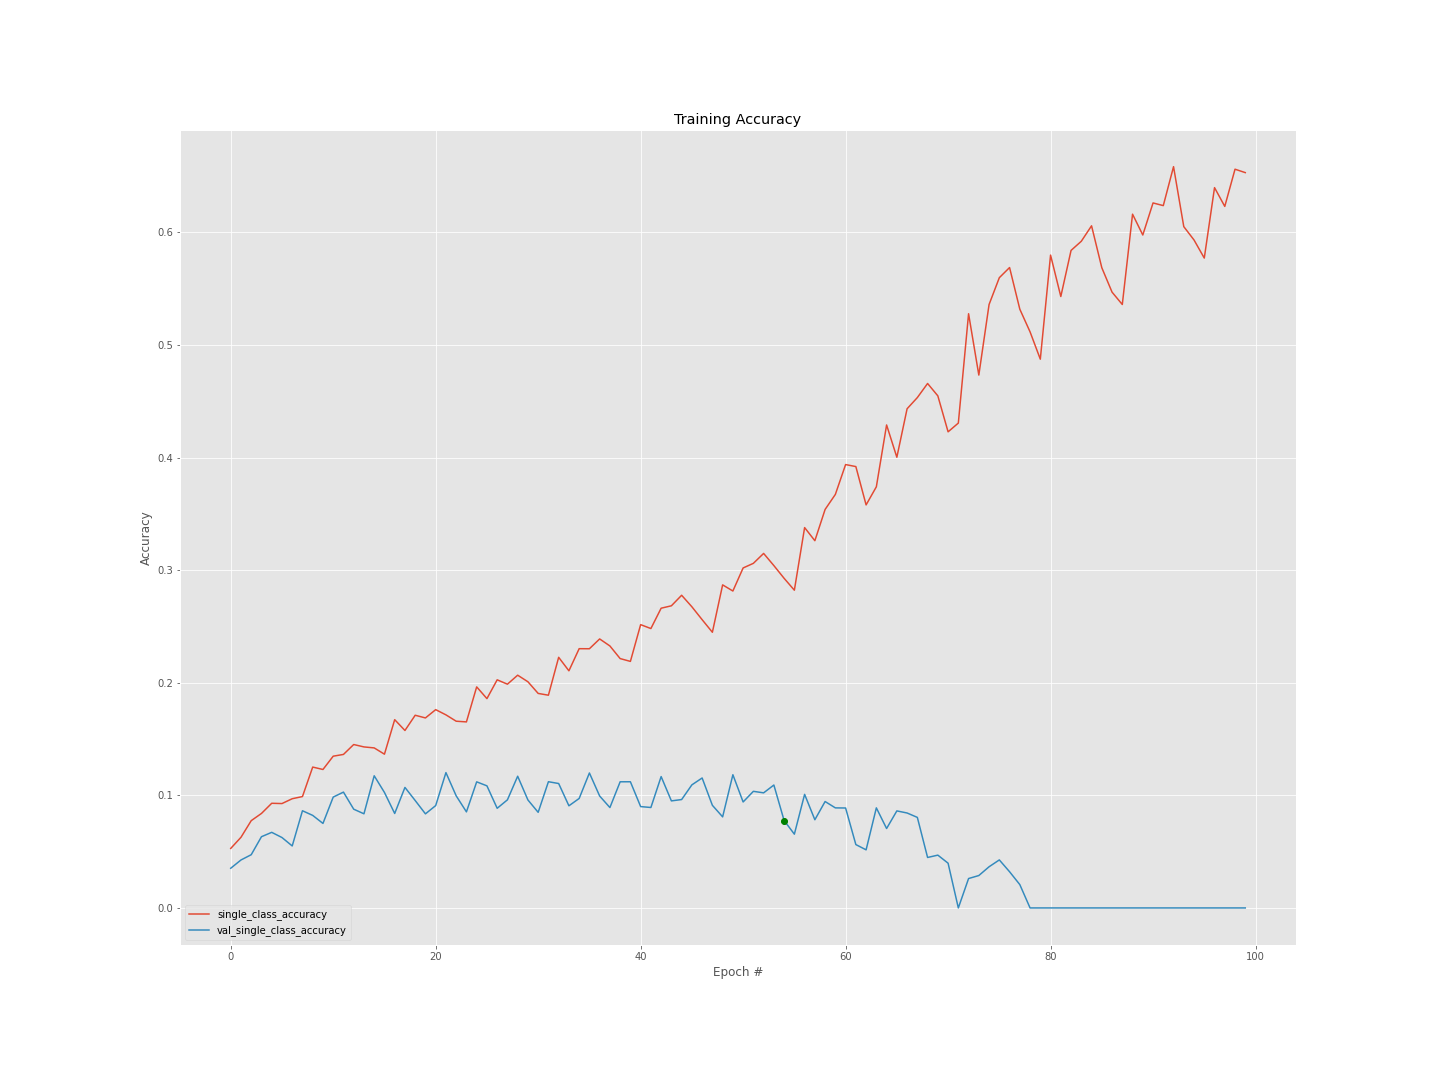 Training Accuracy
Accuracy
0.6
0.5
0.4
0.3
0.2
0.1
0.0
single_class_accuracy
val_single_class_accuracy
0 20 40 60 80 100
Epoch #